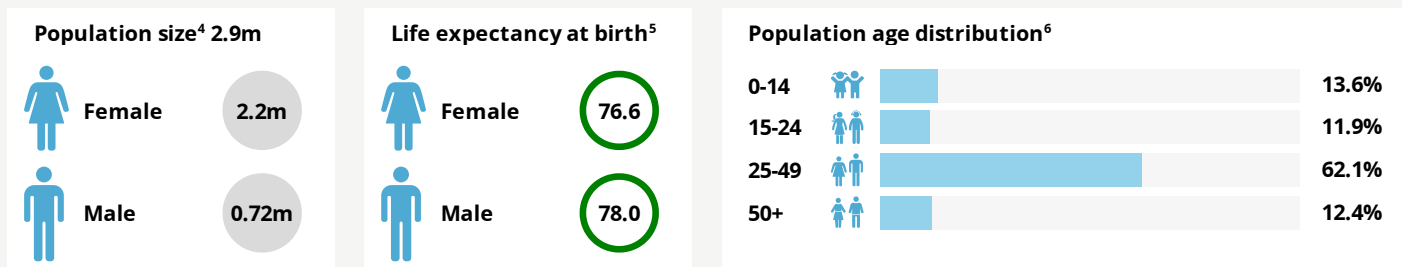 Population size⁴ 2.9m
Female 2.2m
Male 0.72m
Life expectancy at birth⁵
Female 76.6
Male 78.0
Population age distribution⁶
0-14 13.6%
15-24 11.9%
25-49 62.1%
50+ 12.4%